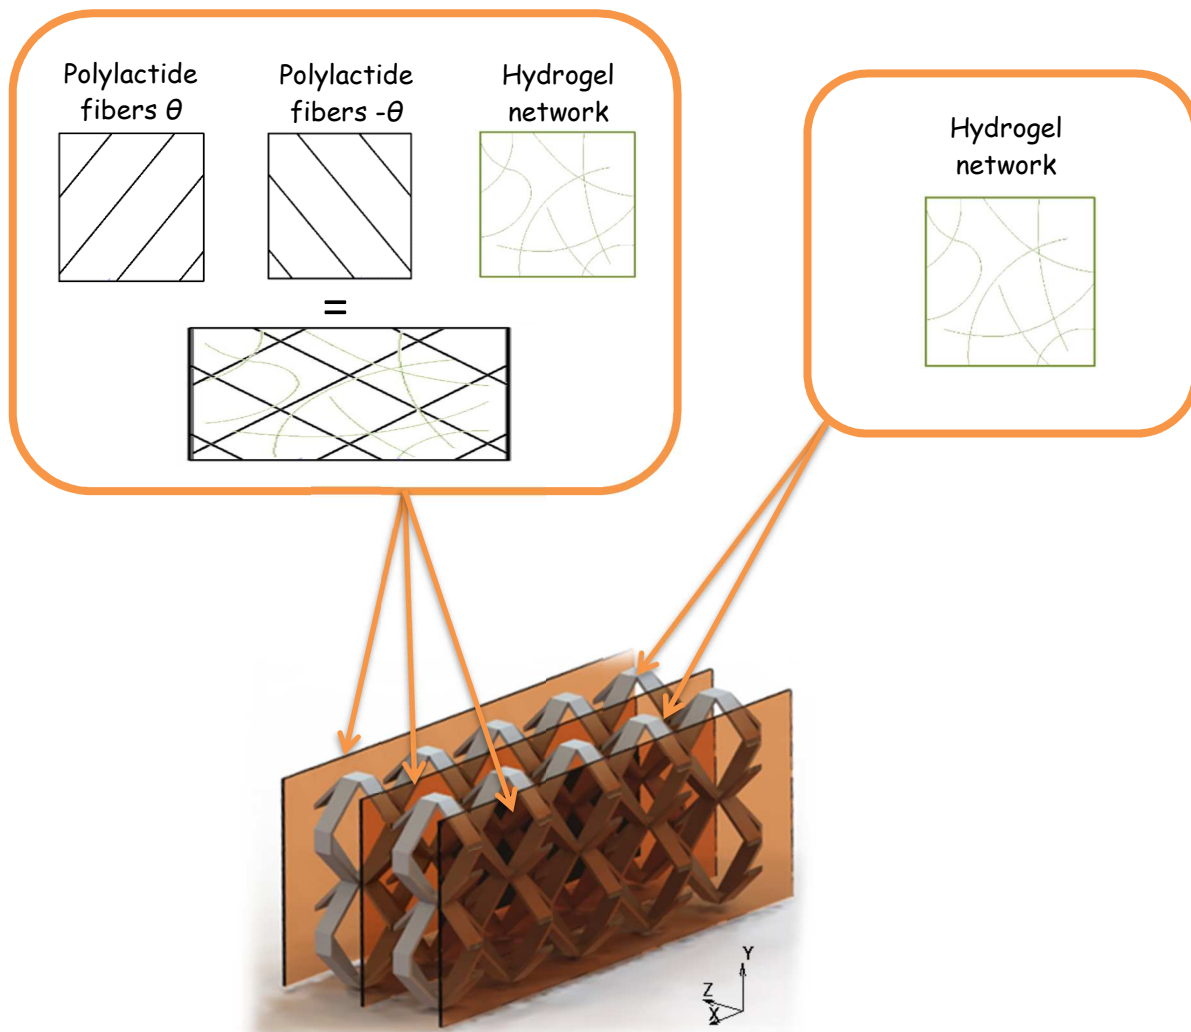 Polylactide
fibers θ
Polylactide
fibers -θ
Hydrogel
network
=
Hydrogel
network
Y
Z
X